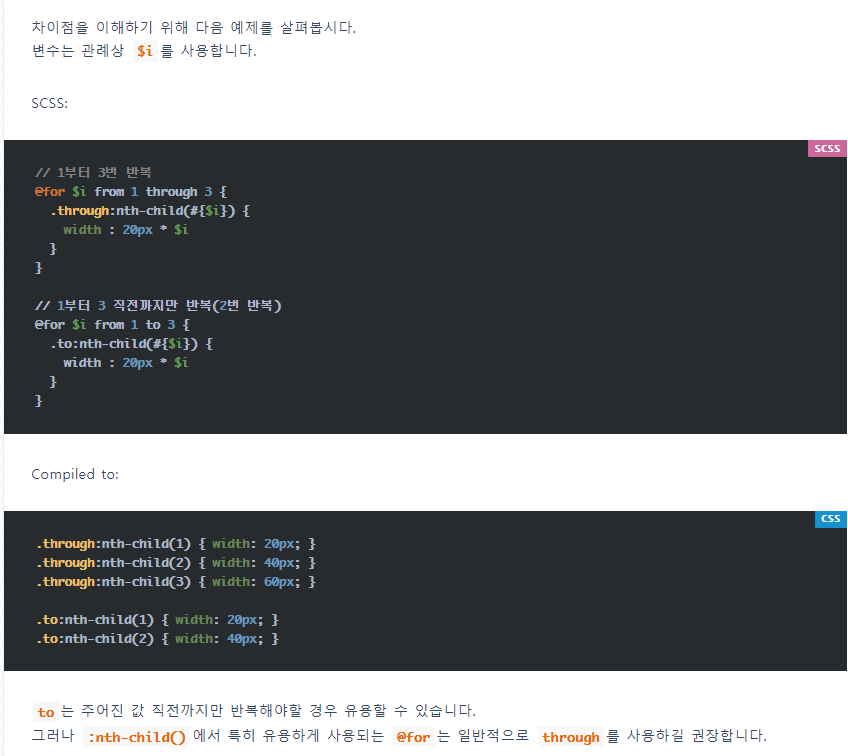 차이점을 이해하기 위해 다음 예제를 살펴봅시다.
변수는 관례상 $i 를 사용합니다.
SCSS:
SCSS
// 1부터 3번 반복
@for $i from 1 through 3 {
  .through:nth-child(#{$i}) {
    width : 20px * $i
  }
}
// 1부터 3 직전까지만 반복(2번 반복)
@for $i from 1 to 3 {
  .to:nth-child(#{$i}) {
    width : 20px * $i
  }
}
Compiled to:
CSS
.through:nth-child(1) { width: 20px; }
.through:nth-child(2) { width: 40px; }
.through:nth-child(3) { width: 60px; }
.to:nth-child(1) { width: 20px; }
.to:nth-child(2) { width: 40px; }
to 는 주어진 값 직전까지만 반복해야할 경우 유용할 수 있습니다.
그러나 :nth-child() 에서 특히 유용하게 사용되는 @for 는 일반적으로 through 를 사용하길 권장합니다.